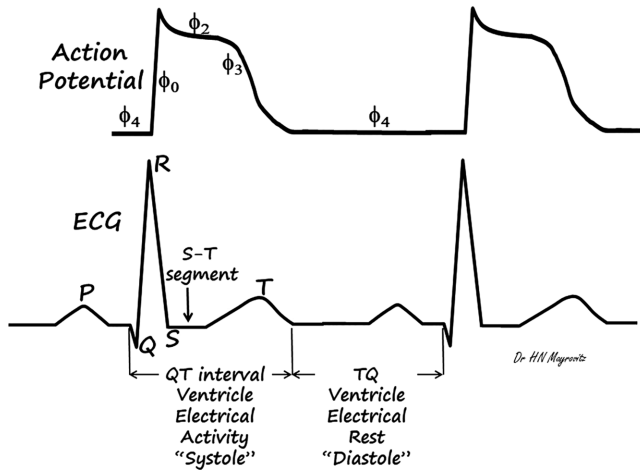 Action
Potential
ϕ4
ϕ0
ϕ2
ϕ3
ϕ4
ECG
P
Q
R
S
S-T
segment
T
QT interval
Ventricle
Electrical
Activity
“Systole”
TQ
Ventricle
Electrical
Rest
“Diastole”
Dr HN Mayrovitz